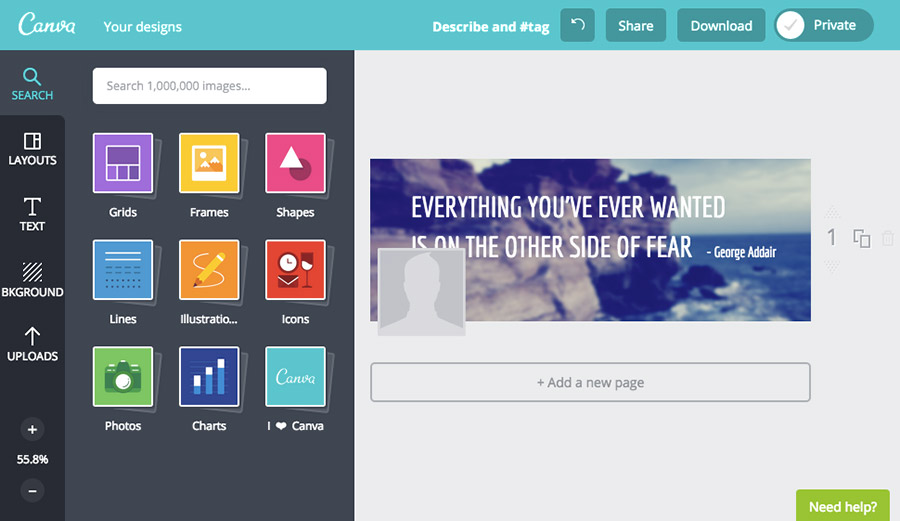 Canva
Your designs
Describe and #tag
Share
Download
Private
SEARCH
LAYOUTS
TEXT
BKGROUND
UPLOADS
55.8%
Search 1,000,000 images...
Grids
Frames
Shapes
Lines
Illustratio...
Icons
Canva
Photos
Charts
I ❤ Canva
EVERYTHING YOU'VE EVER WANTED
IS ON THE OTHER SIDE OF FEAR - George Addair
1
+ Add a new page
Need help?